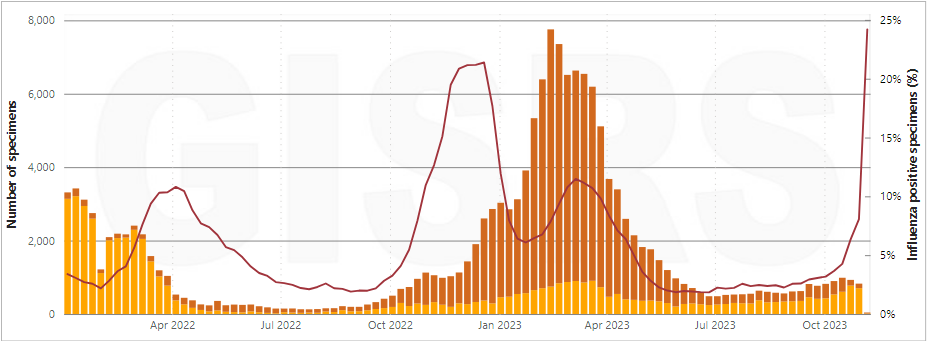 GISRS
Number of specimens
8,000
6,000
4,000
2,000
0
25%
20%
15%
10%
5%
0%
Influenza positive specimens (%)
Apr 2022
Jul 2022
Oct 2022
Jan 2023
Apr 2023
Jul 2023
Oct 2023